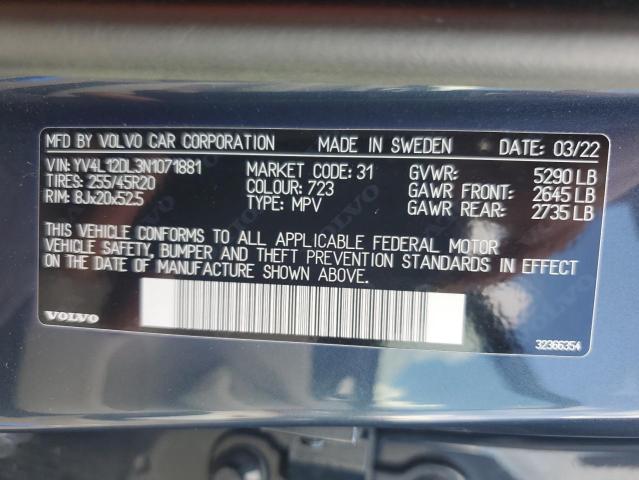 MFD BY VOLVO CAR CORPORATION MADE IN SWEDEN DATE: 03/22
VIN: YV4L12DL3N1071881 MARKET CODE: 31 GVWR: 5290 LB
TIRES: 255/45R20 COLOUR: 723 GAWR FRONT: 2645 LB
RIM: 8Jx20x52.5 TYPE: MPV GAWR REAR: 2735 LB
THIS VEHICLE CONFORMS TO ALL APPLICABLE FEDERAL MOTOR
VEHICLE SAFETY, BUMPER AND THEFT PREVENTION STANDARDS IN EFFECT
ON THE DATE OF MANUFACTURE SHOWN ABOVE.
VOLVO 32366354